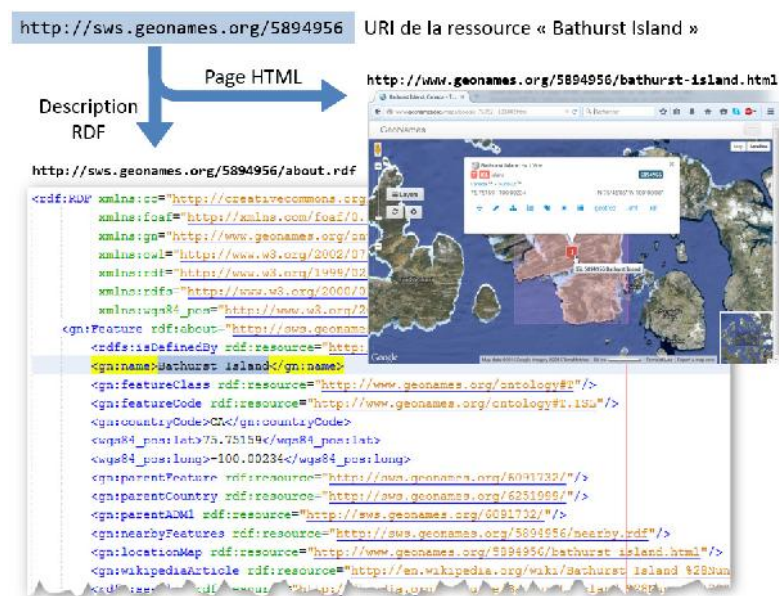 http://sws.geonames.org/5894956
URI de la ressource « Bathurst Island »
Page HTML
http://www.geonames.org/5894956/bathurst-island.html
Description
RDF
http://sws.geonames.org/5894956/about.rdf
GeoNames
Layers
Google
<rdf:RDF xmlns:cc="http://creativecommons.org
xmlns:foaf="http://xmlns.com/foaf/0.
xmlns:gn="http://www.geonames.org/on
xmlns:owl="http://www.w3.org/2002/07
xmlns:rdf="http://www.w3.org/1999/02
xmlns:rdfs="http://www.w3.org/2000/0
xmlns:wgs84_pos="http://www.w3.org/2
<gn:Feature rdf:about="http://sws.geoname
<rdfs:isDefinedBy rdf:resource="http:
<gn:name>Bathurst Island</gn:name>
<gn:featureClass rdf:resource="http://www.geonames.org/ontology#T"/>
<gn:featureCode rdf:resource="http://www.geonames.org/ontology#T.ISL"/>
<gn:countryCode>CA</gn:countryCode>
<wgs84_pos:lat>75.75159</wgs84_pos:lat>
<wgs84_pos:long>-100.00234</wgs84_pos:long>
<gn:parentFeature rdf:resource="http://sws.geonames.org/6091732/"/>
<gn:parentCountry rdf:resource="http://sws.geonames.org/6251999/"/>
<gn:parentADM1 rdf:resource="http://sws.geonames.org/6091732/"/>
<gn:nearbyFeatures rdf:resource="http://sws.geonames.org/5894956/nearby.rdf"/>
<gn:locationMap rdf:resource="http://www.geonames.org/5894956/bathurst-island.html"/>
<gn:wikipediaArticle rdf:resource="http://en.wikipedia.org/wiki/Bathurst_Island_%28Nun